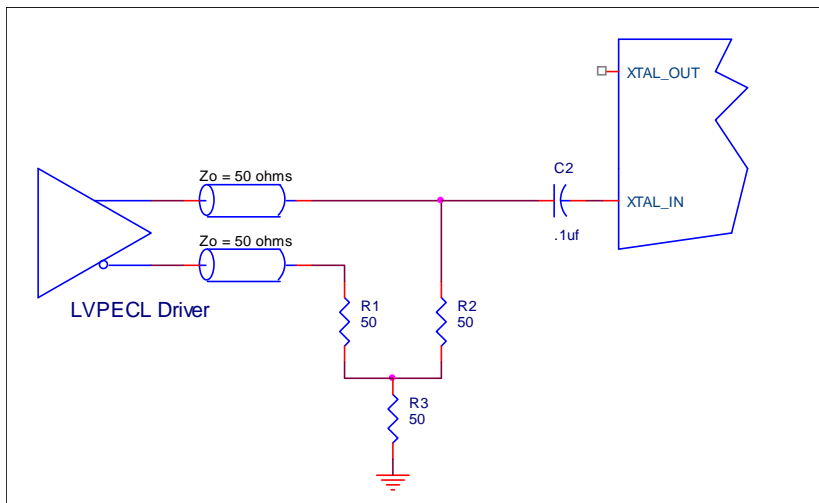 XTAL_OUT
C2
Zo = 50 ohms
XTAL_IN
.1uf
Zo = 50 ohms
LVPECL Driver
R1
50
R2
50
R3
50